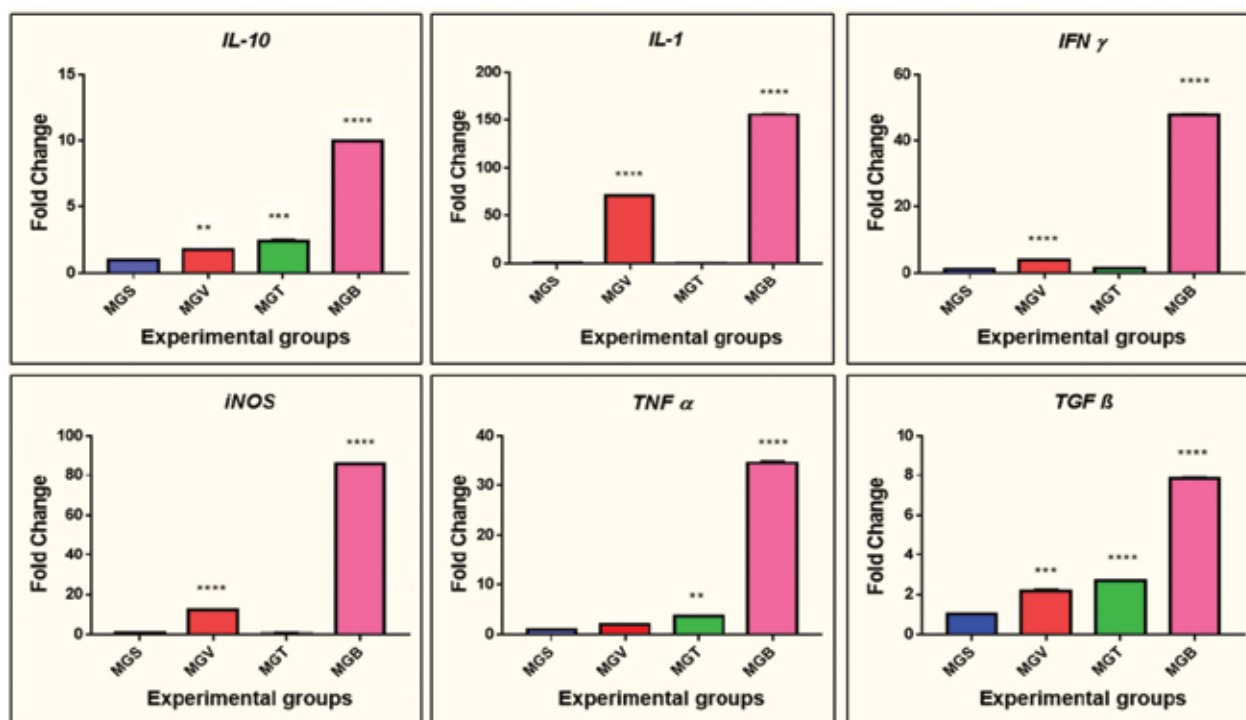 IL-10
Fold Change
15
10
5
0
**
***
****
MGS
MGV
MGT
MGB
Experimental groups
IL-1
Fold Change
200
150
100
50
0
****
****
MGS
MGV
MGT
MGB
Experimental groups
IFN γ
Fold Change
60
40
20
0
****
****
MGS
MGV
MGT
MGB
Experimental groups
iNOS
Fold Change
100
80
60
40
20
0
****
****
MGS
MGV
MGT
MGB
Experimental groups
TNF α
Fold Change
40
30
20
10
0
**
****
MGS
MGV
MGT
MGB
Experimental groups
TGF ß
Fold Change
10
8
6
4
2
0
***
****
****
MGS
MGV
MGT
MGB
Experimental groups